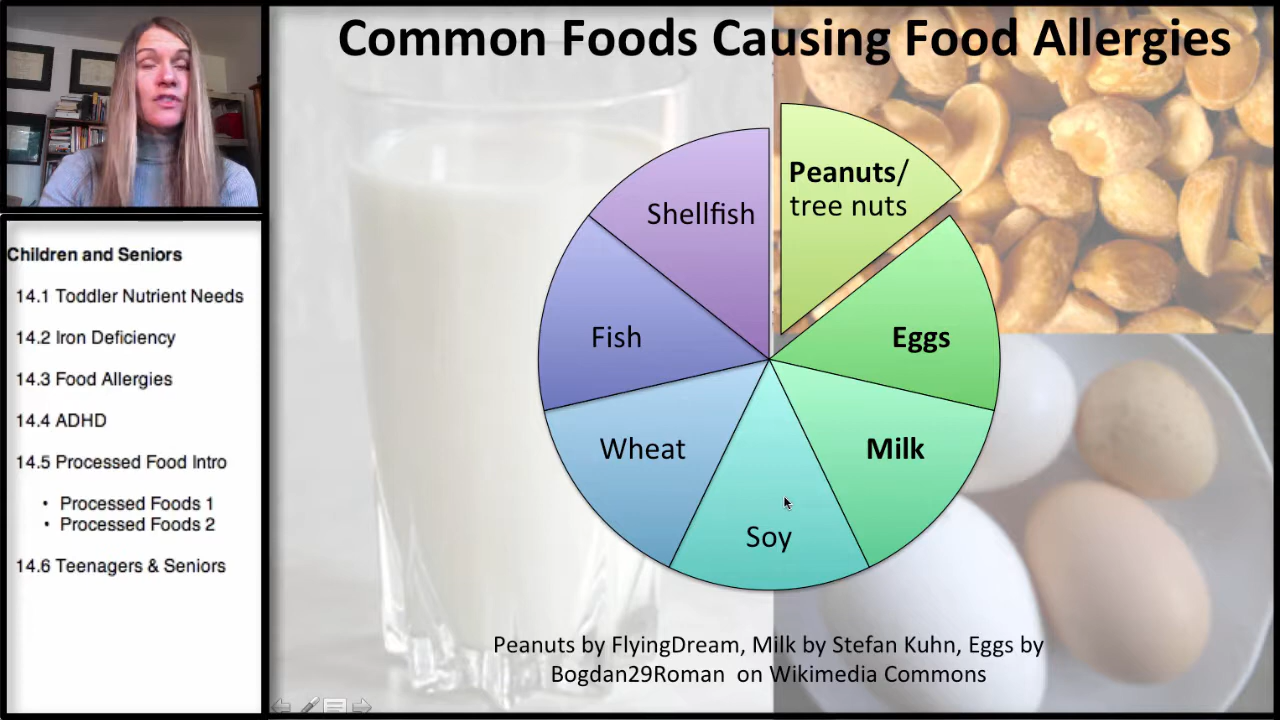 Common Foods Causing Food Allergies
Children and Seniors
14.1 Toddler Nutrient Needs
14.2 Iron Deficiency
14.3 Food Allergies
14.4 ADHD
14.5 Processed Food Intro
• Processed Foods 1
• Processed Foods 2
14.6 Teenagers & Seniors
Peanuts/
tree nuts
Eggs
Milk
Soy
Wheat
Fish
Shellfish
Peanuts by FlyingDream, Milk by Stefan Kuhn, Eggs by
Bogdan29Roman on Wikimedia Commons